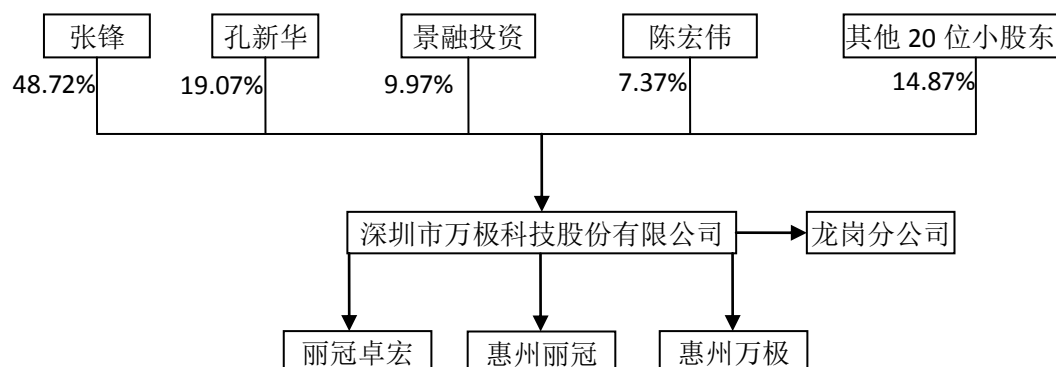 张锋
孔新华
景融投资
陈宏伟
其他 20 位小股东
48.72%
19.07%
9.97%
7.37%
14.87%
深圳市万极科技股份有限公司
龙岗分公司
丽冠卓宏
惠州丽冠
惠州万极